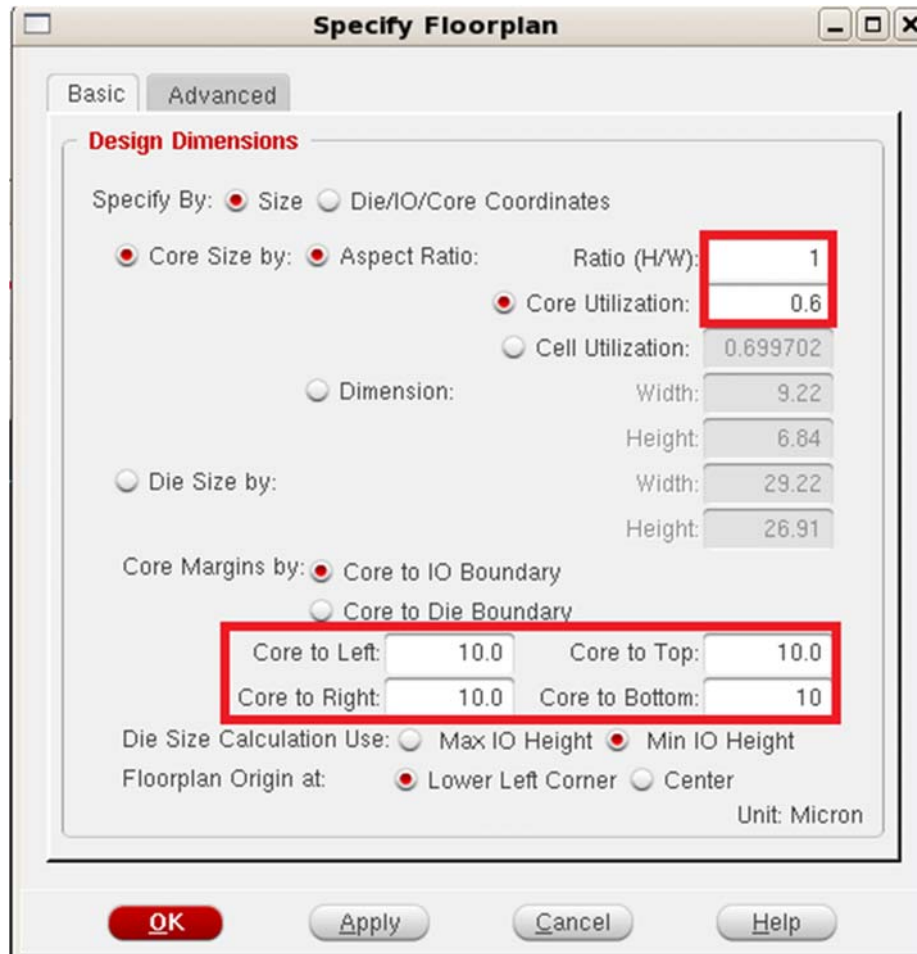 Specify Floorplan
Basic Advanced
Design Dimensions
Specify By: Size Die/IO/Core Coordinates
Core Size by: Aspect Ratio: Ratio (H/W): 1
Core Utilization: 0.6
Cell Utilization: 0.699702
Dimension: Width: 9.22
Height: 6.84
Die Size by: Width: 29.22
Height: 26.91
Core Margins by: Core to IO Boundary
Core to Die Boundary
Core to Left: 10.0 Core to Top: 10.0
Core to Right: 10.0 Core to Bottom: 10
Die Size Calculation Use: Max IO Height Min IO Height
Floorplan Origin at: Lower Left Corner Center
Unit: Micron
OK Apply Cancel Help